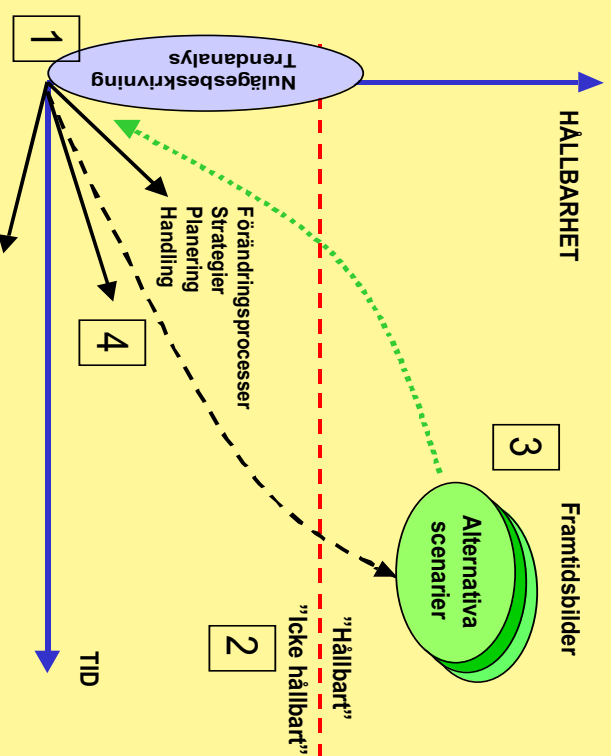 HÅLLBARHET
3
Framtidsbilder
Alternativa
scenarier
"Hållbart"
"Icke hållbart"
2
Förändringsprocesser
Strategier
Planering
Handling
4
Nulägesbeskrivning
Trendanalys
1
TID